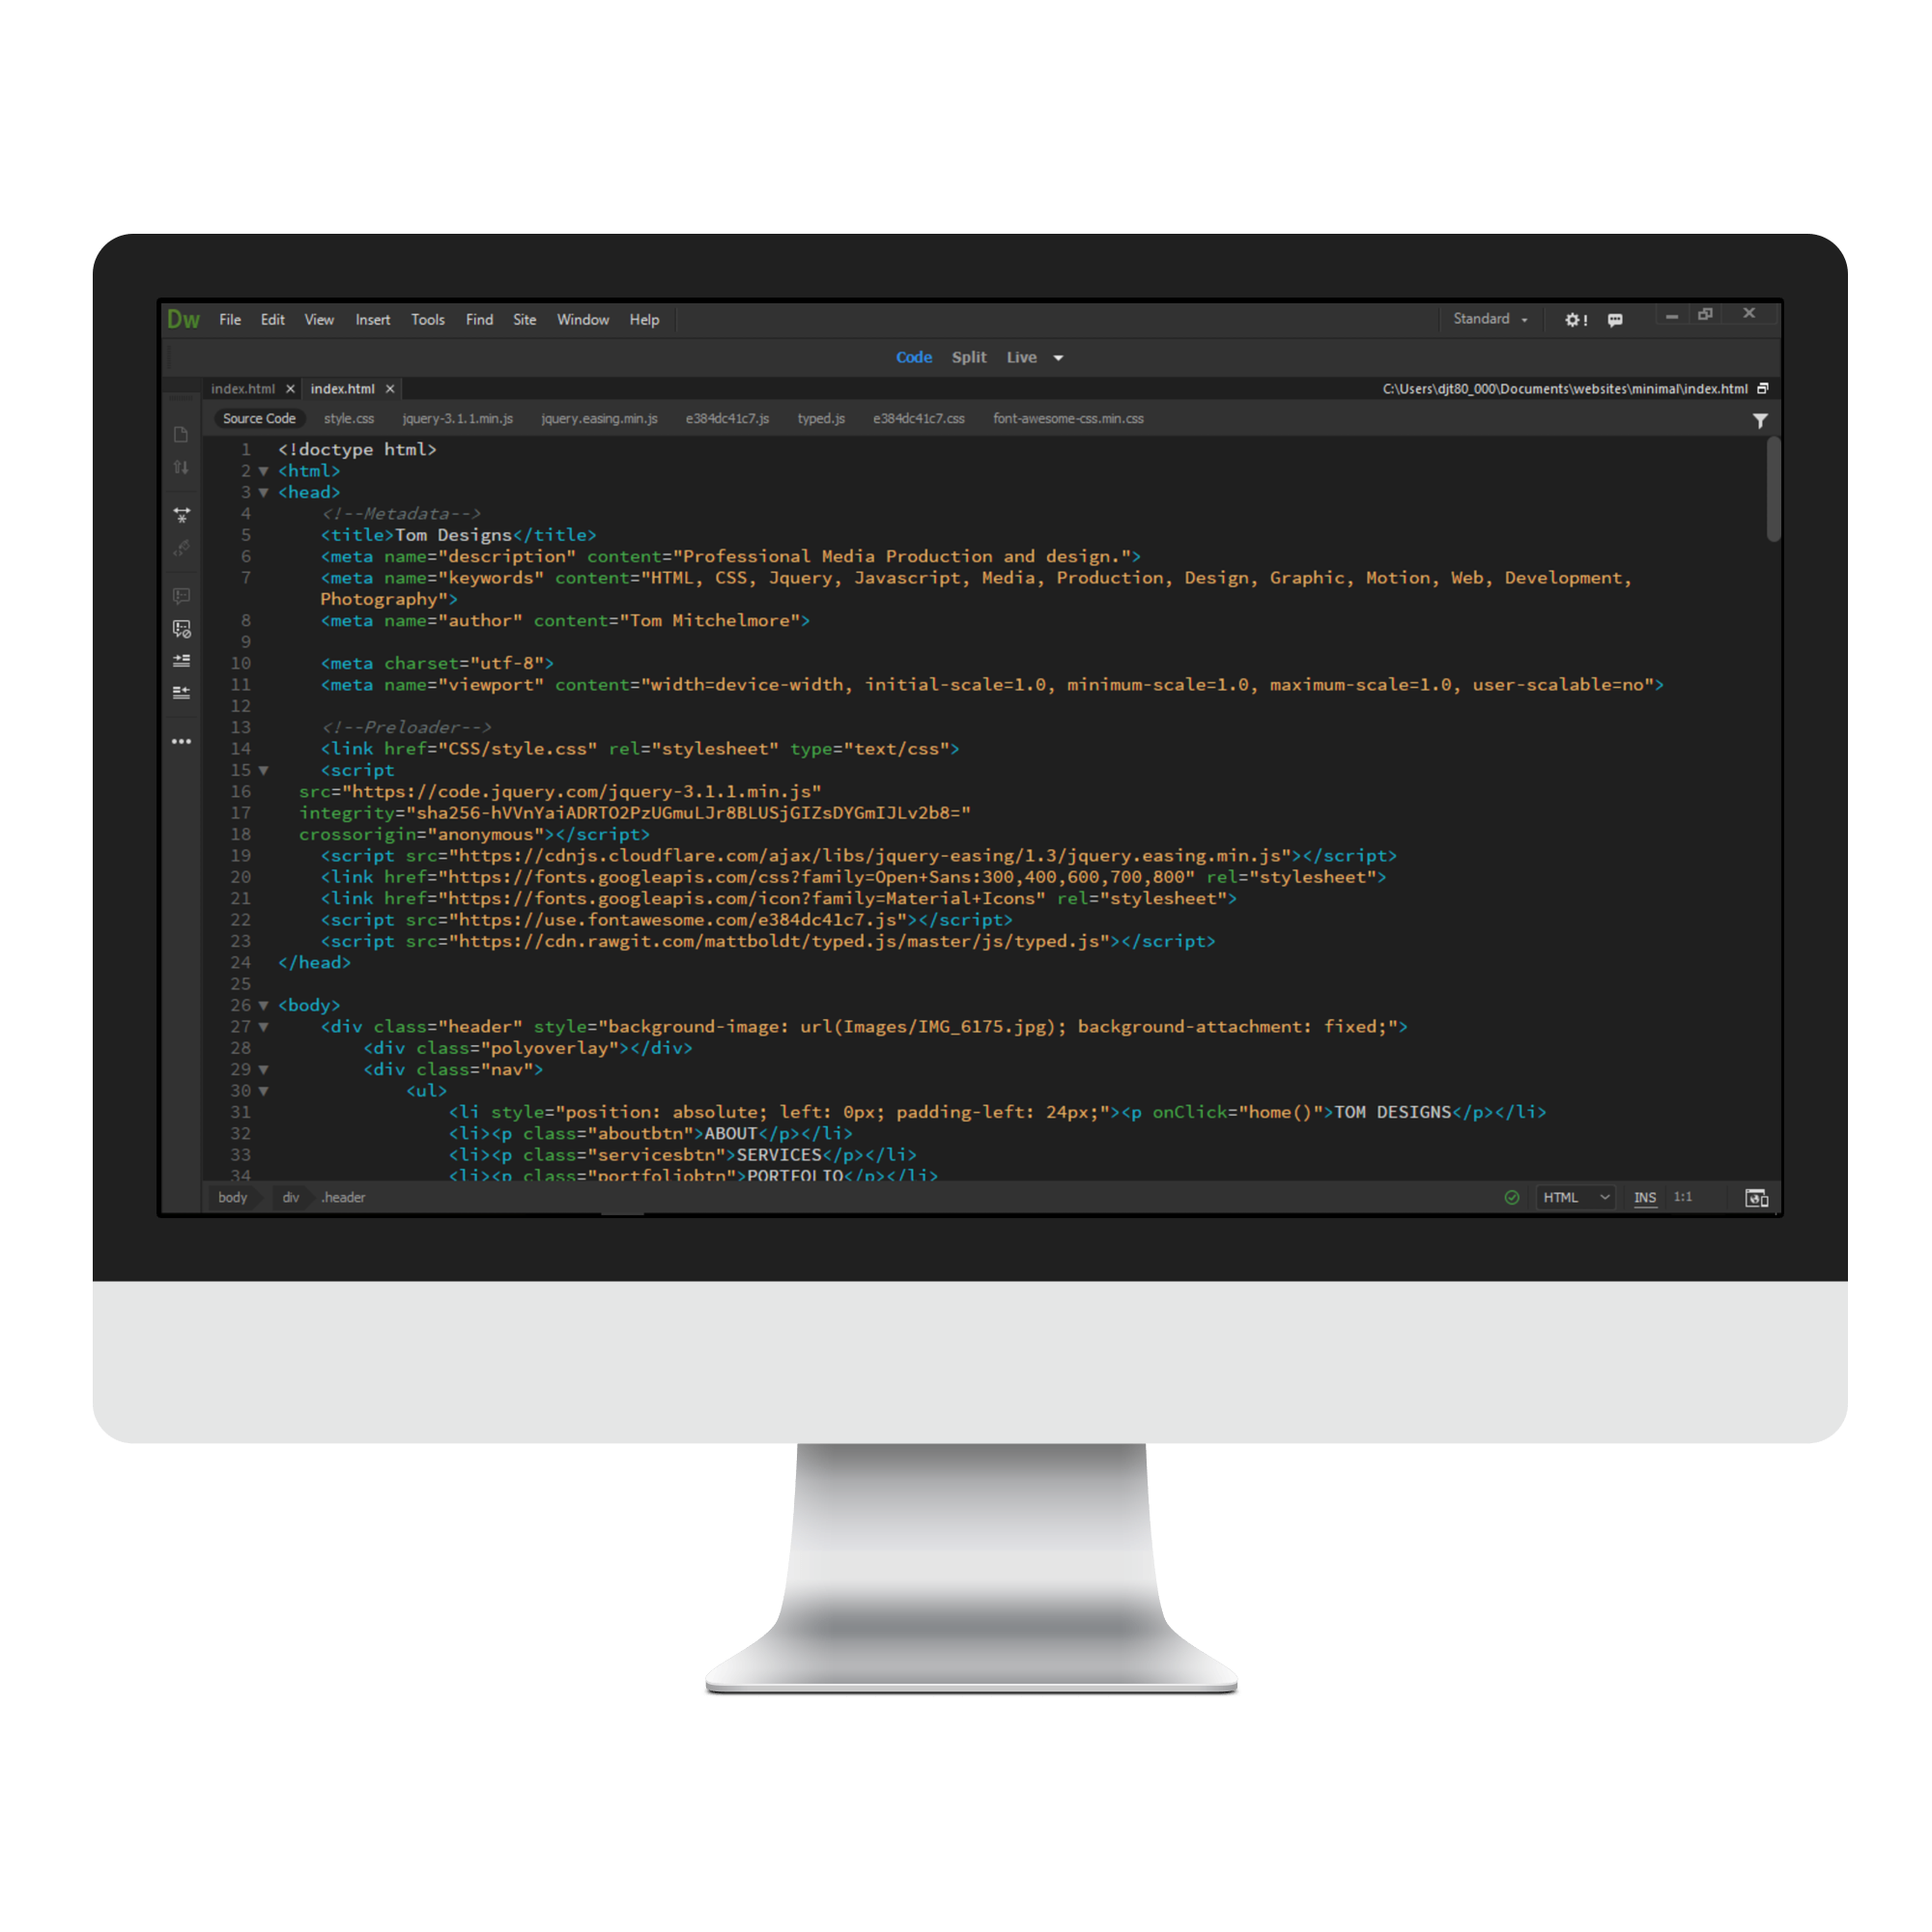 Dw File Edit View Insert Tools Find Site Window Help Standard
Code Split Live
index.html index.html C:\Users\djt80_000\Documents\websites\minimal\index.html
Source Code style.css jquery-3.1.1.min.js jquery.easing.min.js e384dc41c7.js typed.js e384dc41c7.css font-awesome-css.min.css
1 <!doctype html>
2 <html>
3 <head>
4 <!--Metadata-->
5 <title>Tom Designs</title>
6 <meta name="description" content="Professional Media Production and design.">
7 <meta name="keywords" content="HTML, CSS, Jquery, Javascript, Media, Production, Design, Graphic, Motion, Web, Development,
Photography">
8 <meta name="author" content="Tom Mitchelmore">
9
10 <meta charset="utf-8">
11 <meta name="viewport" content="width=device-width, initial-scale=1.0, minimum-scale=1.0, maximum-scale=1.0, user-scalable=no">
12
13 <!--Preloader-->
14 <link href="CSS/style.css" rel="stylesheet" type="text/css">
15 <script
16 src="https://code.jquery.com/jquery-3.1.1.min.js"
17 integrity="sha256-hVVnYaiADRTO2PzUGmuLJr8BLUSjGIZsDYGmIJLv2b8="
18 crossorigin="anonymous"></script>
19 <script src="https://cdnjs.cloudflare.com/ajax/libs/jquery-easing/1.3/jquery.easing.min.js"></script>
20 <link href="https://fonts.googleapis.com/css?family=Open+Sans:300,400,600,700,800" rel="stylesheet">
21 <link href="https://fonts.googleapis.com/icon?family=Material+Icons" rel="stylesheet">
22 <script src="https://use.fontawesome.com/e384dc41c7.js"></script>
23 <script src="https://cdn.rawgit.com/mattboldt/typed.js/master/js/typed.js"></script>
24 </head>
25
26 <body>
27 <div class="header" style="background-image: url(Images/IMG_6175.jpg); background-attachment: fixed;">
28 <div class="polyoverlay"></div>
29 <div class="nav">
30 <ul>
31 <li style="position: absolute; left: 0px; padding-left: 24px;"><p onClick="home()">TOM DESIGNS</p></li>
32 <li><p class="aboutbtn">ABOUT</p></li>
33 <li><p class="servicesbtn">SERVICES</p></li>
34 <li><p class="portfoliobtn">PORTFOLIO</p></li>
body div .header HTML INS 1:1